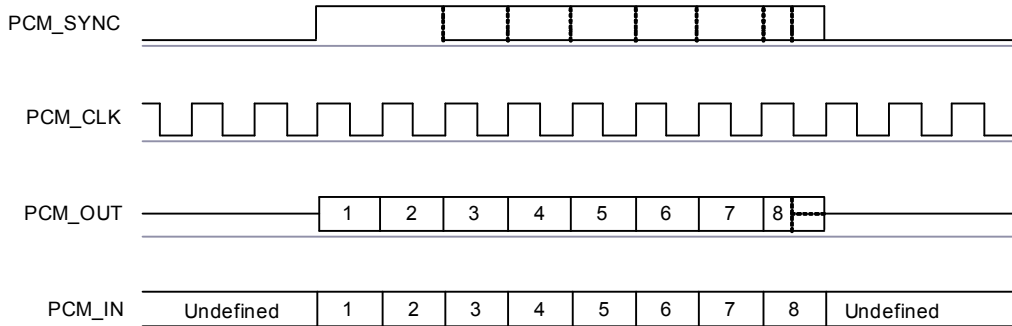 PCM_SYNC
PCM_CLK
PCM_OUT 1 2 3 4 5 6 7 8
PCM_IN Undefined 1 2 3 4 5 6 7 8 Undefined